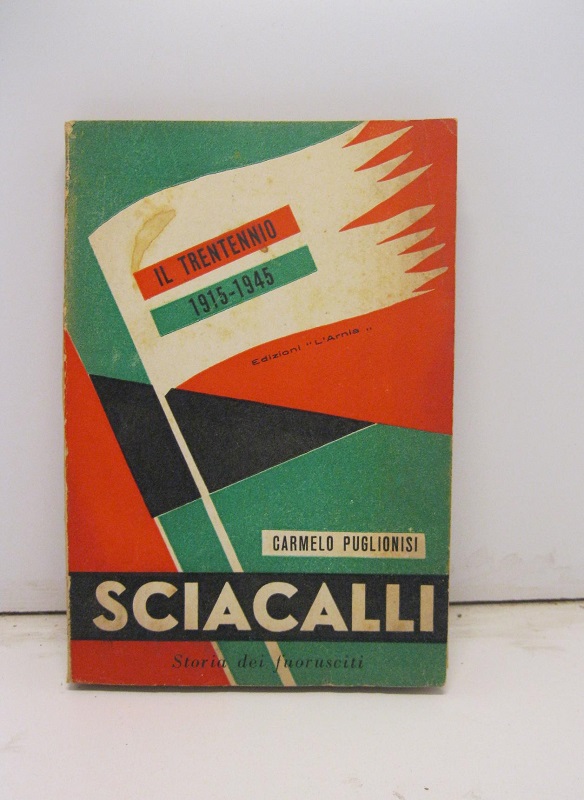 IL TRENTENNIO
1915-1945
Edizioni "L'Arnia„
CARMELO PUGLIONISI
SCIACALLI
Storia dei fuorusciti